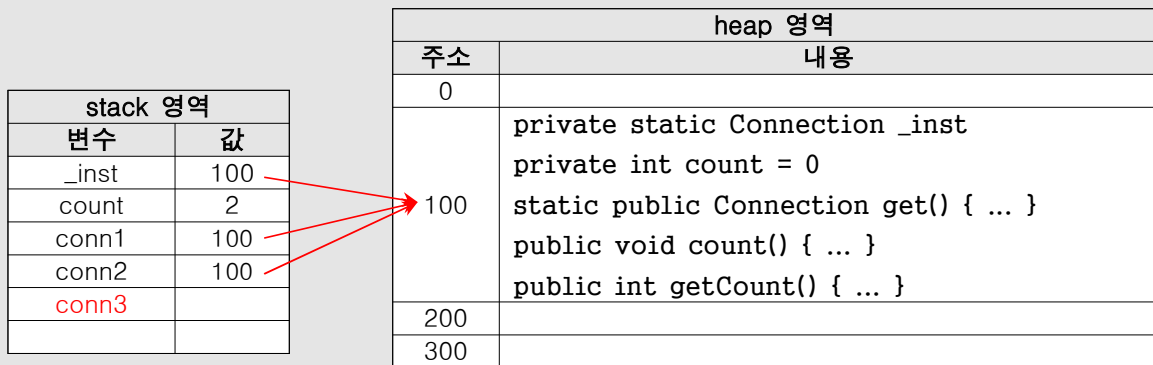 stack 영역
변수 값
_inst 100
count 2
conn1 100
conn2 100
conn3
heap 영역
주소 내용
0
100
private static Connection _inst
private int count = 0
static public Connection get() { ... }
public void count() { ... }
public int getCount() { ... }
200
300